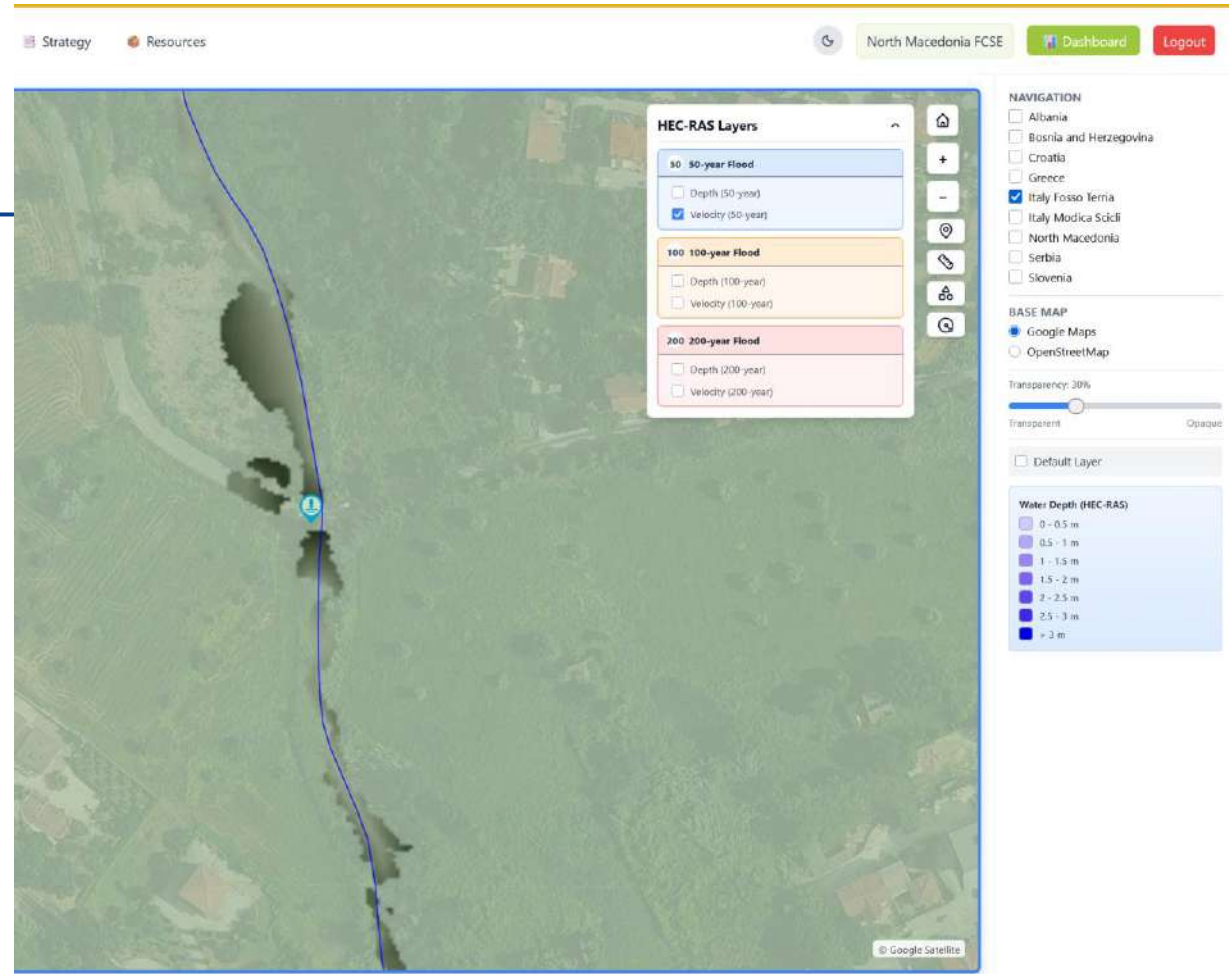 Strategy
Resources
North Macedonia FCSE
Dashboard
Logout
HEC-RAS Layers
50 50-year Flood
Depth (50-year)
Velocity (50-year)
100 100-year Flood
Depth (100-year)
Velocity (100-year)
200 200-year Flood
Depth (200-year)
Velocity (200-year)
+
−
© Google Satellite
NAVIGATION
Albania
Bosnia and Herzegovina
Croatia
Greece
Italy Fosso Terria
Italy Modica Scicli
North Macedonia
Serbia
Slovenia
BASE MAP
Google Maps
OpenStreetMap
Transparency: 30%
Transparent Opaque
Default Layer
Water Depth (HEC-RAS)
0 - 0.5 m
0.5 - 1 m
1 - 1.5 m
1.5 - 2 m
2 - 2.5 m
2.5 - 3 m
> 3 m